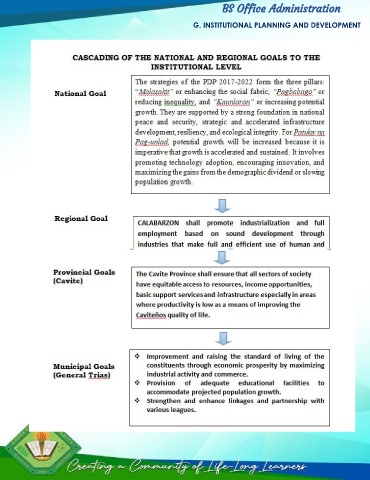 BS Office Administration
G. INSTITUTIONAL PLANNING AND DEVELOPMENT
CASCADING OF THE NATIONAL AND REGIONAL GOALS TO THE
INSTITUTIONAL LEVEL
National Goal
The strategies of the PDP 2017-2022 form the three pillars:
"Malasakit" or enhancing the social fabric, "Pagbabago" or
reducing inequality, and "Kaunlaran" or increasing potential
growth. They are supported by a strong foundation in national
peace and security, strategic and accelerated infrastructure
development, resiliency, and ecological integrity. For Patuloy na
Pag-unlad, potential growth will be increased because it is
imperative that growth is accelerated and sustained. It involves
promoting technology adoption, encouraging innovation, and
maximizing the gains from the demographic dividend or slowing
population growth.
Regional Goal
CALABARZON shall promote industrialization and full
employment based on sound development through
industries that make full and efficient use of human and
Provincial Goals
(Cavite)
The Cavite Province shall ensure that all sectors of society
have equitable access to resources, income opportunities,
basic support services and infrastructure especially in areas
where productivity is low as a means of improving the
Caviteños quality of life.
Municipal Goals
(General Trias)
❖ Improvement and raising the standard of living of the
constituents through economic prosperity by maximizing
industrial activity and commerce.
❖ Provision of adequate educational facilities to
accommodate projected population growth.
❖ Strengthen and enhance linkages and partnership with
various leagues.
Creating a Community of Life-Long Learners